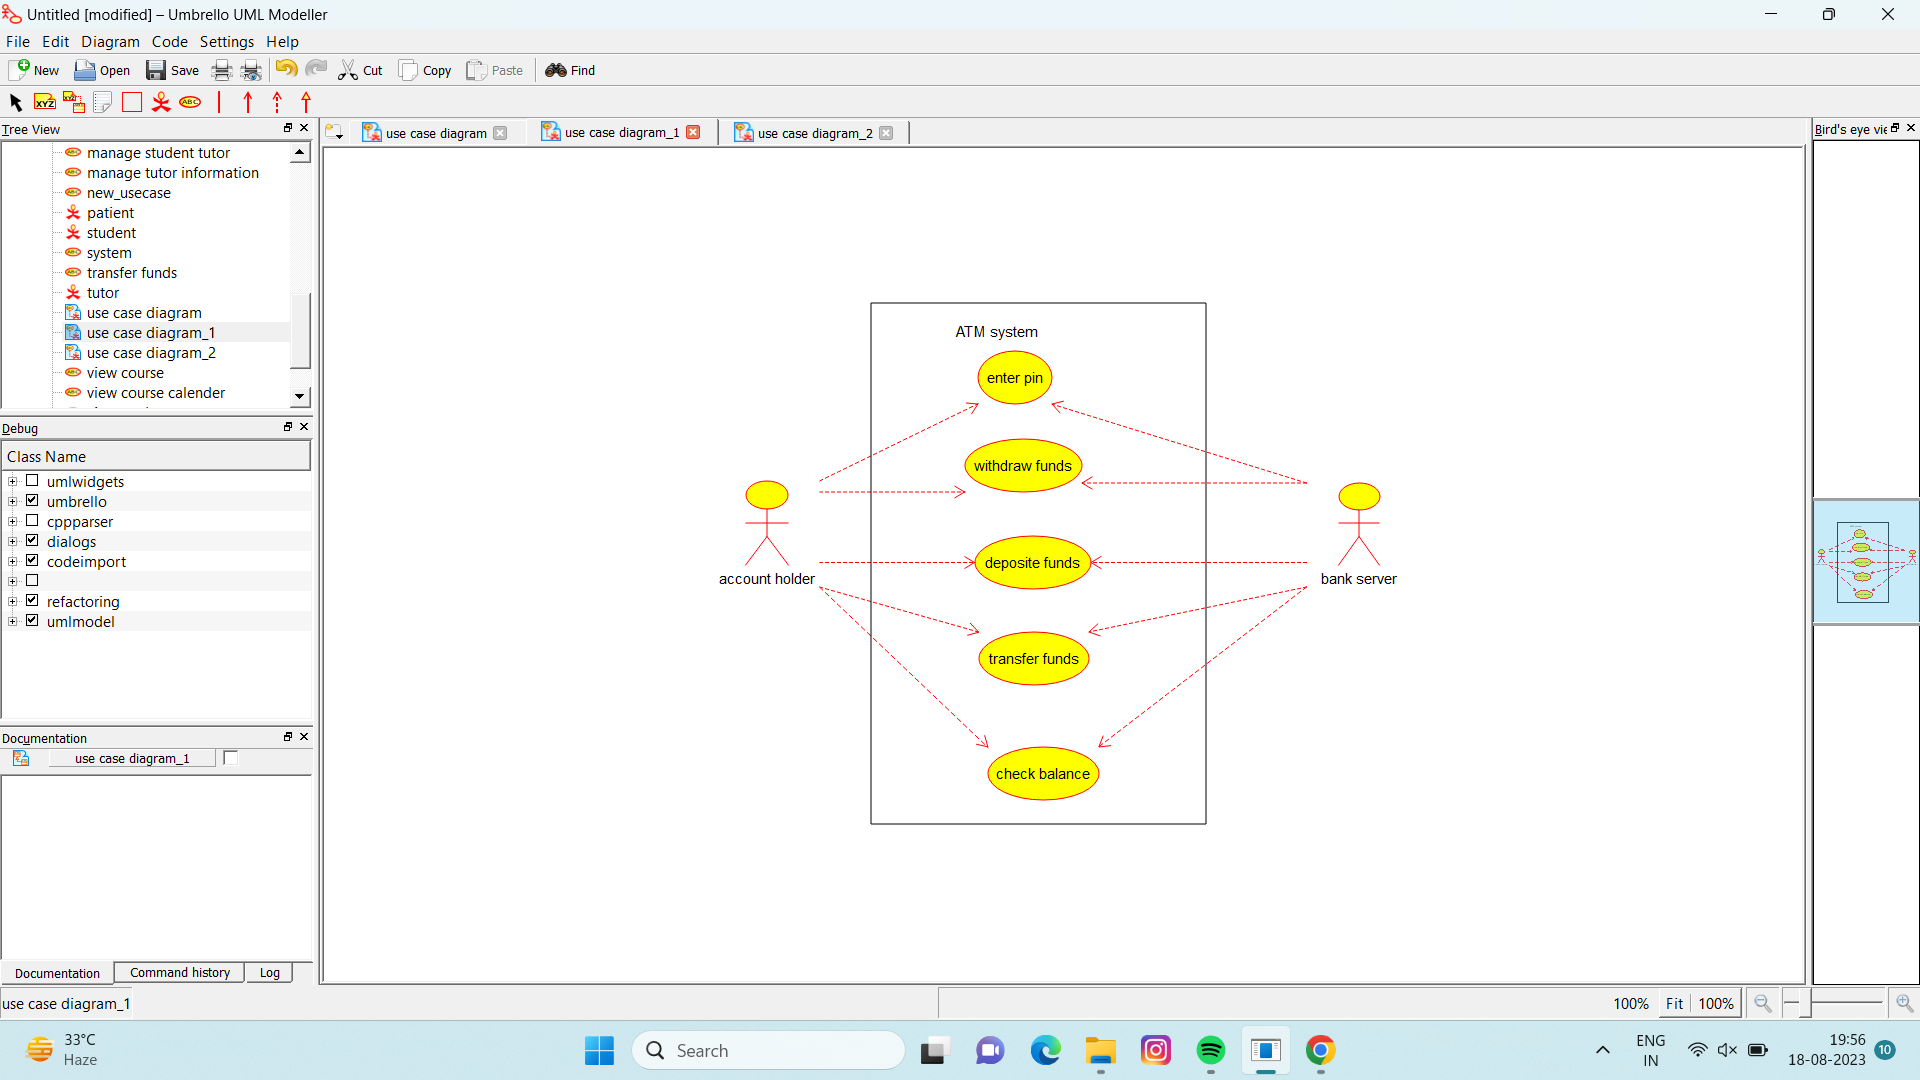 Untitled [modified] – Umbrello UML Modeller
File Edit Diagram Code Settings Help
New Open Save Cut Copy Paste Find
XYZ XYZ ABC
Tree View
manage student tutor
manage tutor information
new_usecase
patient
student
system
transfer funds
tutor
use case diagram
use case diagram_1
use case diagram_2
view course
view course calender
Debug
Class Name
umlwidgets
umbrello
cppparser
dialogs
codeimport
refactoring
umlmodel
Documentation
use case diagram_1
Documentation Command history Log
use case diagram use case diagram_1 use case diagram_2
ATM system
enter pin
withdraw funds
deposite funds
account holder
bank server
transfer funds
check balance
Bird's eye vie
use case diagram_1
100% Fit 100%
33°C
Haze
Search
ENG
IN
19:56
18-08-2023
10